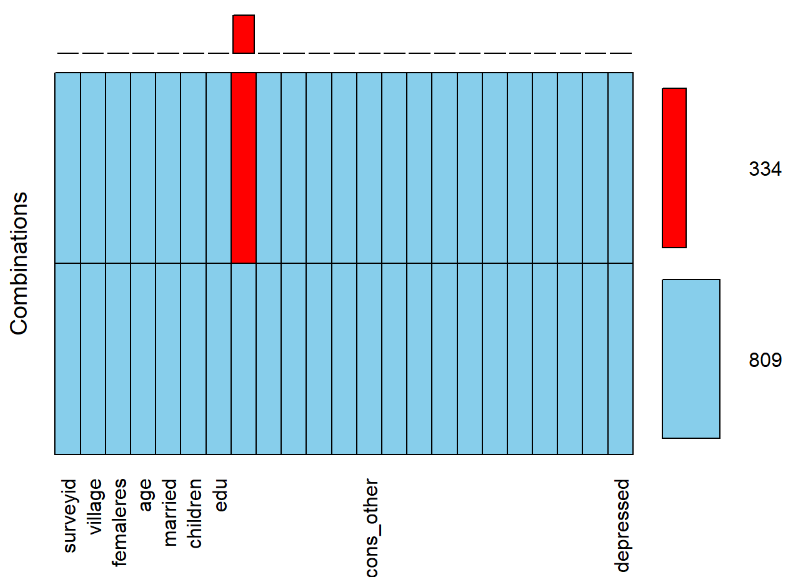 Combinations
334
809
surveyid
village
femaleres
age
married
children
edu
cons_other
depressed